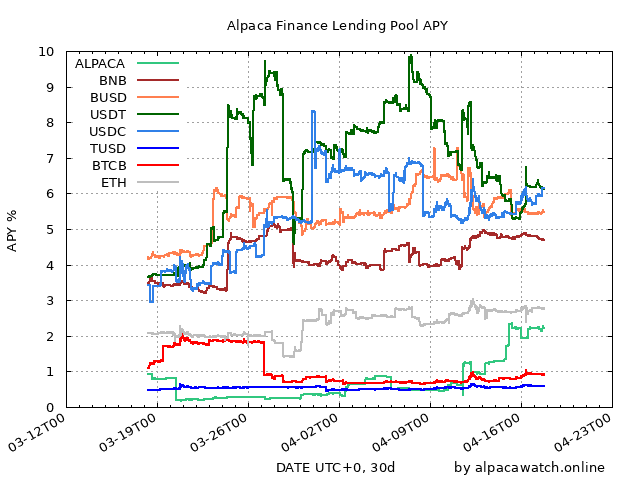 Alpaca Finance Lending Pool APY
10
9
8
7
6
5
4
3
2
1
0
APY %
ALPACA
BNB
BUSD
USDT
USDC
TUSD
BTCB
ETH
03-12T00
03-19T00
03-26T00
04-02T00
04-09T00
04-16T00
04-23T00
DATE UTC+0, 30d
by alpacawatch.online